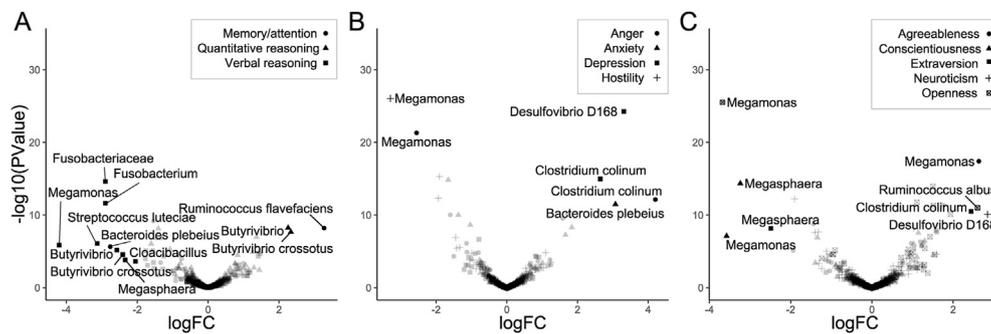 A
Memory/attention
Quantitative reasoning
Verbal reasoning
30
20
10
0
-log10(PValue)
Fusobacteriaceae
Fusobacterium
Megamonas
Streptococcus luteciae
Ruminococcus flavefaciens
Bacteroides plebeius
Butyrivibrio
Butyrivibrio
Cloacibacillus
Butyrivibrio crossotus
Butyrivibrio crossotus
Megasphaera
-4 -2 0 2
logFC
B
Anger
Anxiety
Depression
Hostility
30
20
10
0
Megamonas
Desulfovibrio D168
Megamonas
Clostridium colinum
Clostridium colinum
Bacteroides plebeius
-2 0 2 4
logFC
C
Agreeableness
Conscientiousness
Extraversion
Neuroticism
Openness
30
20
10
0
Megamonas
Megamonas
Megasphaera
Ruminococcus albus
Clostridium colinum
Megasphaera
Desulfovibrio D168
Megamonas
-4 -2 0 2
logFC